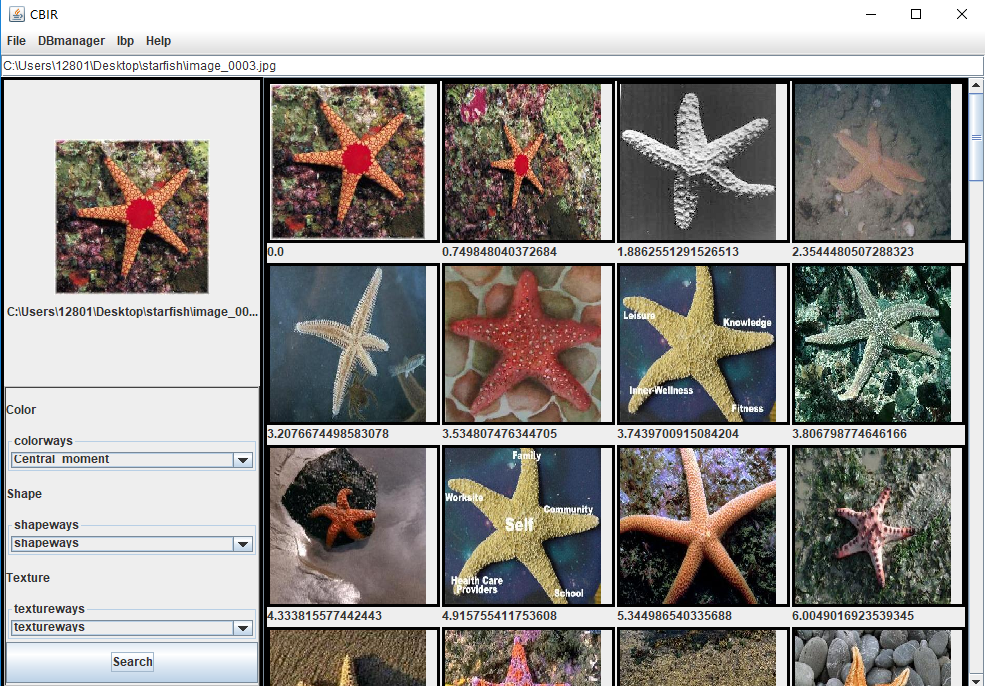 CBIR
File DBmanager lbp Help
C:\Users\12801\Desktop\starfish\image_0003.jpg
C:\Users\12801\Desktop\starfish\image_00...
Color
colorways
Central_moment
Shape
shapeways
shapeways
Texture
textureways
textureways
Search
0.0 0.749848040372684 1.8862551291526513 2.3544480507288323
Leisure
Knowledge
Inner-Wellness
Fitness
3.2076674498583078 3.534807476344705 3.7439700915084204 3.806798774646166
Family
Worksite
Community
Self
Health Care
Providers
School
4.333815577442443 4.915755411753608 5.344986540335688 6.0049016923539345